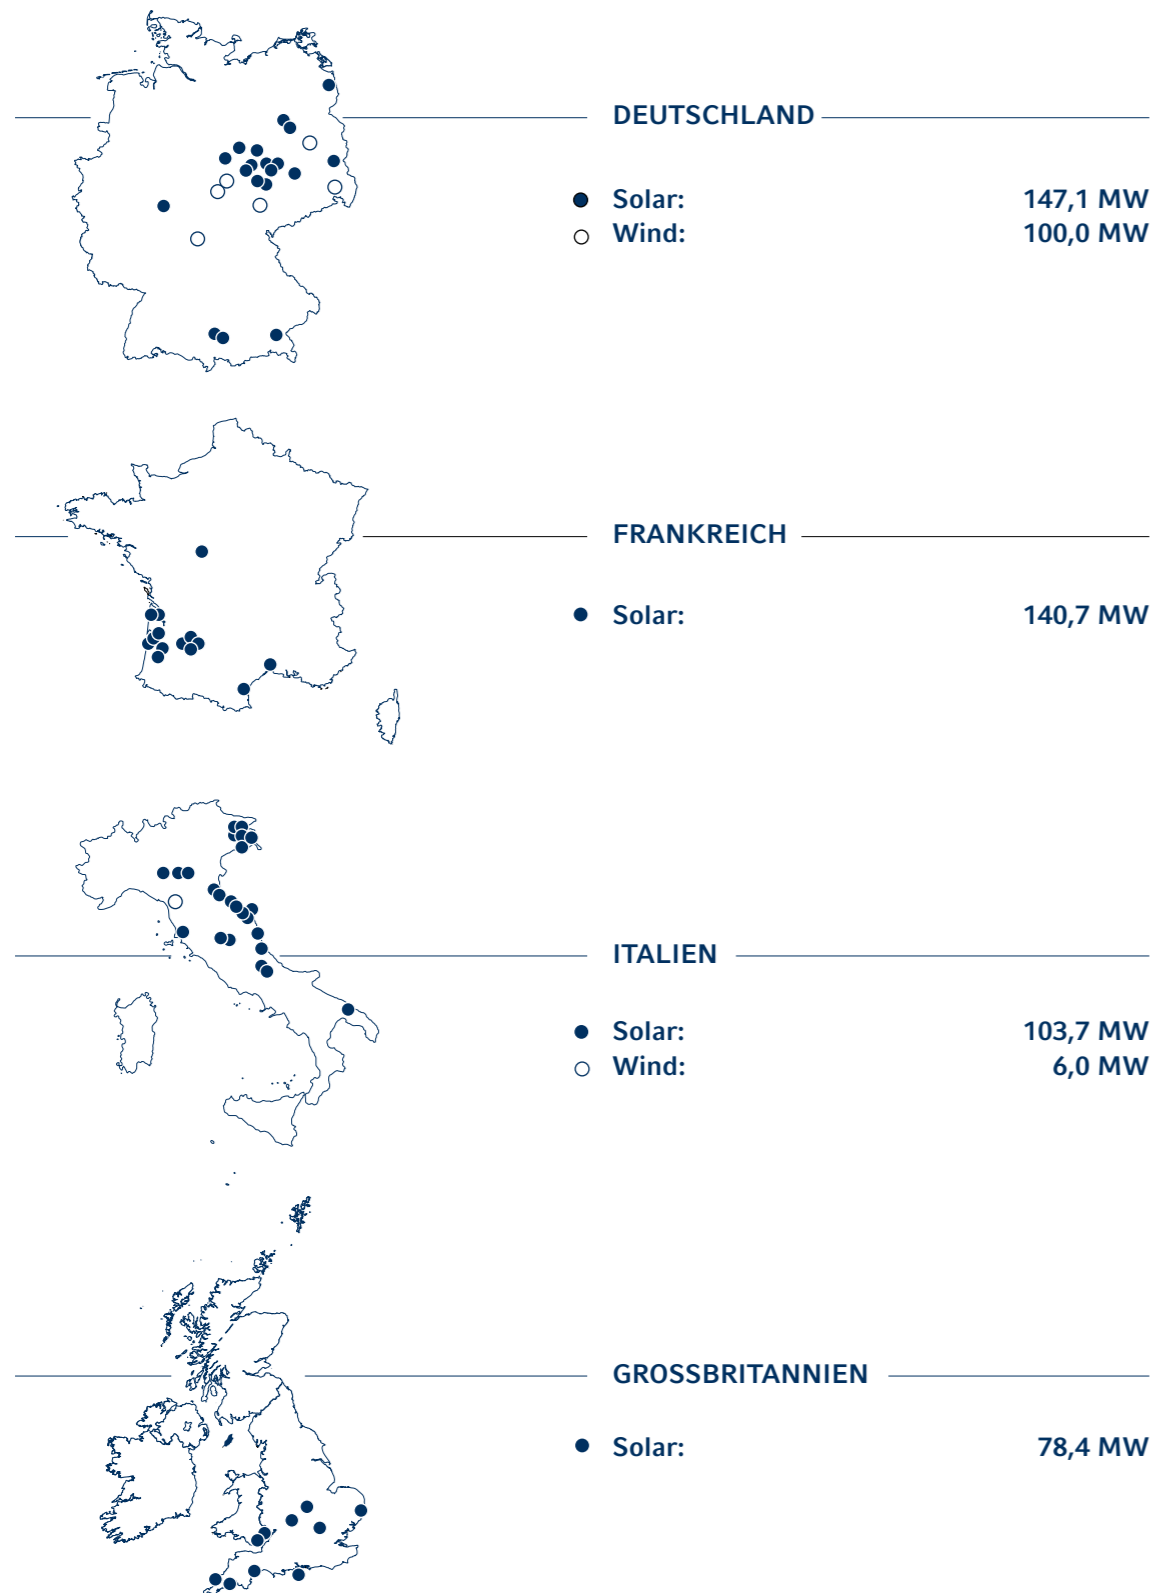 DEUTSCHLAND
Solar: 147,1 MW
Wind: 100,0 MW
FRANKREICH
Solar: 140,7 MW
ITALIEN
Solar: 103,7 MW
Wind: 6,0 MW
GROSSBRITANNIEN
Solar: 78,4 MW